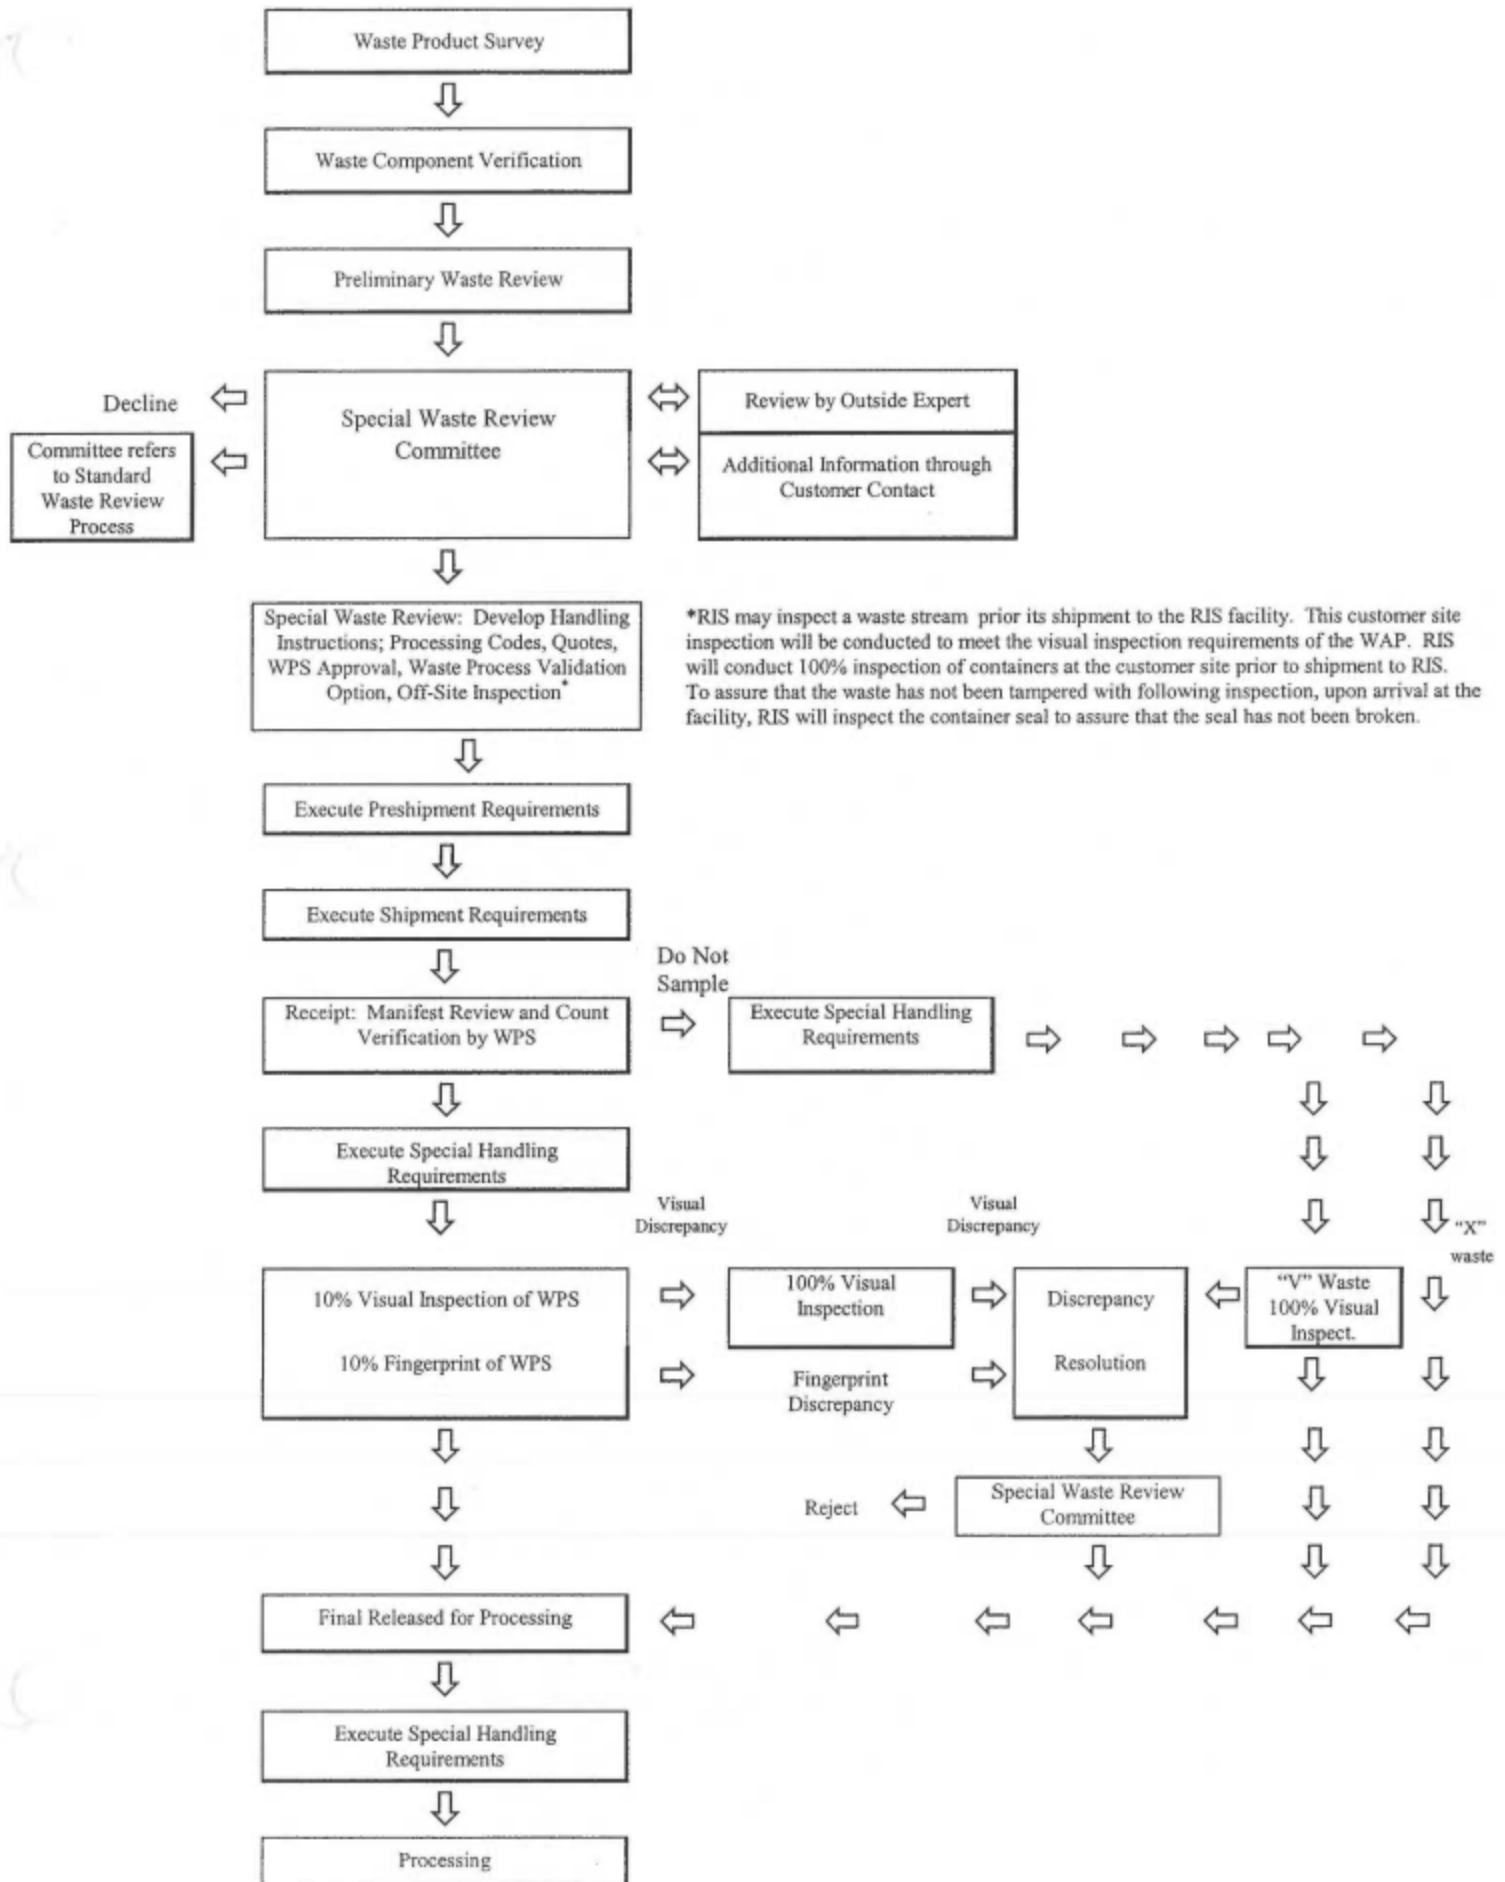 Waste Product Survey
Waste Component Verification
Preliminary Waste Review
Decline
Special Waste Review
Committee
Review by Outside Expert
Committee refers
to Standard
Waste Review
Process
Additional Information through
Customer Contact
Special Waste Review: Develop Handling
Instructions; Processing Codes, Quotes,
WPS Approval, Waste Process Validation
Option, Off-Site Inspection*
*RIS may inspect a waste stream prior its shipment to the RIS facility. This customer site
inspection will be conducted to meet the visual inspection requirements of the WAP. RIS
will conduct 100% inspection of containers at the customer site prior to shipment to RIS.
To assure that the waste has not been tampered with following inspection, upon arrival at the
facility, RIS will inspect the container seal to assure that the seal has not been broken.
Execute Preshipment Requirements
Execute Shipment Requirements
Do Not
Sample
Receipt: Manifest Review and Count
Verification by WPS
Execute Special Handling
Requirements
Execute Special Handling
Requirements
Visual
Discrepancy
Visual
Discrepancy
"X"
waste
10% Visual Inspection of WPS
10% Fingerprint of WPS
100% Visual
Inspection
Fingerprint
Discrepancy
Discrepancy
Resolution
"V" Waste
100% Visual
Inspect.
Reject
Special Waste Review
Committee
Final Released for Processing
Execute Special Handling
Requirements
Processing